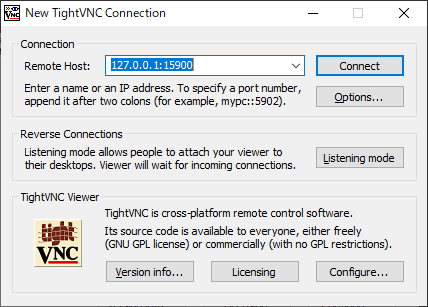 New TightVNC Connection
Connection
Remote Host:
127.0.0.1:15900
Connect
Enter a name or an IP address. To specify a port number,
append it after two colons (for example, mypc::5902).
Options...
Reverse Connections
Listening mode allows people to attach your viewer to
their desktops. Viewer will wait for incoming connections.
Listening mode
TightVNC Viewer
tight
VNC
TightVNC is cross-platform remote control software.
Its source code is available to everyone, either freely
(GNU GPL license) or commercially (with no GPL restrictions).
Version info...
Licensing
Configure...